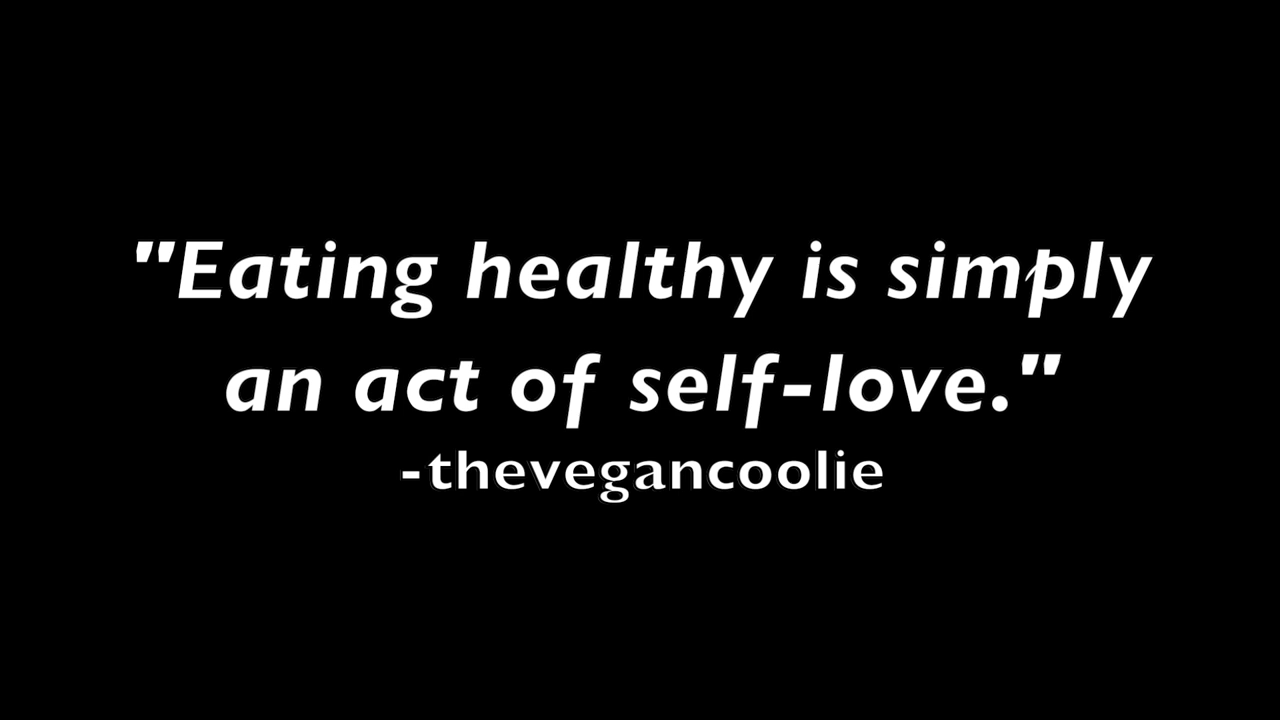 "Eating healthy is simply
an act of self-love."
-thevegancoolie